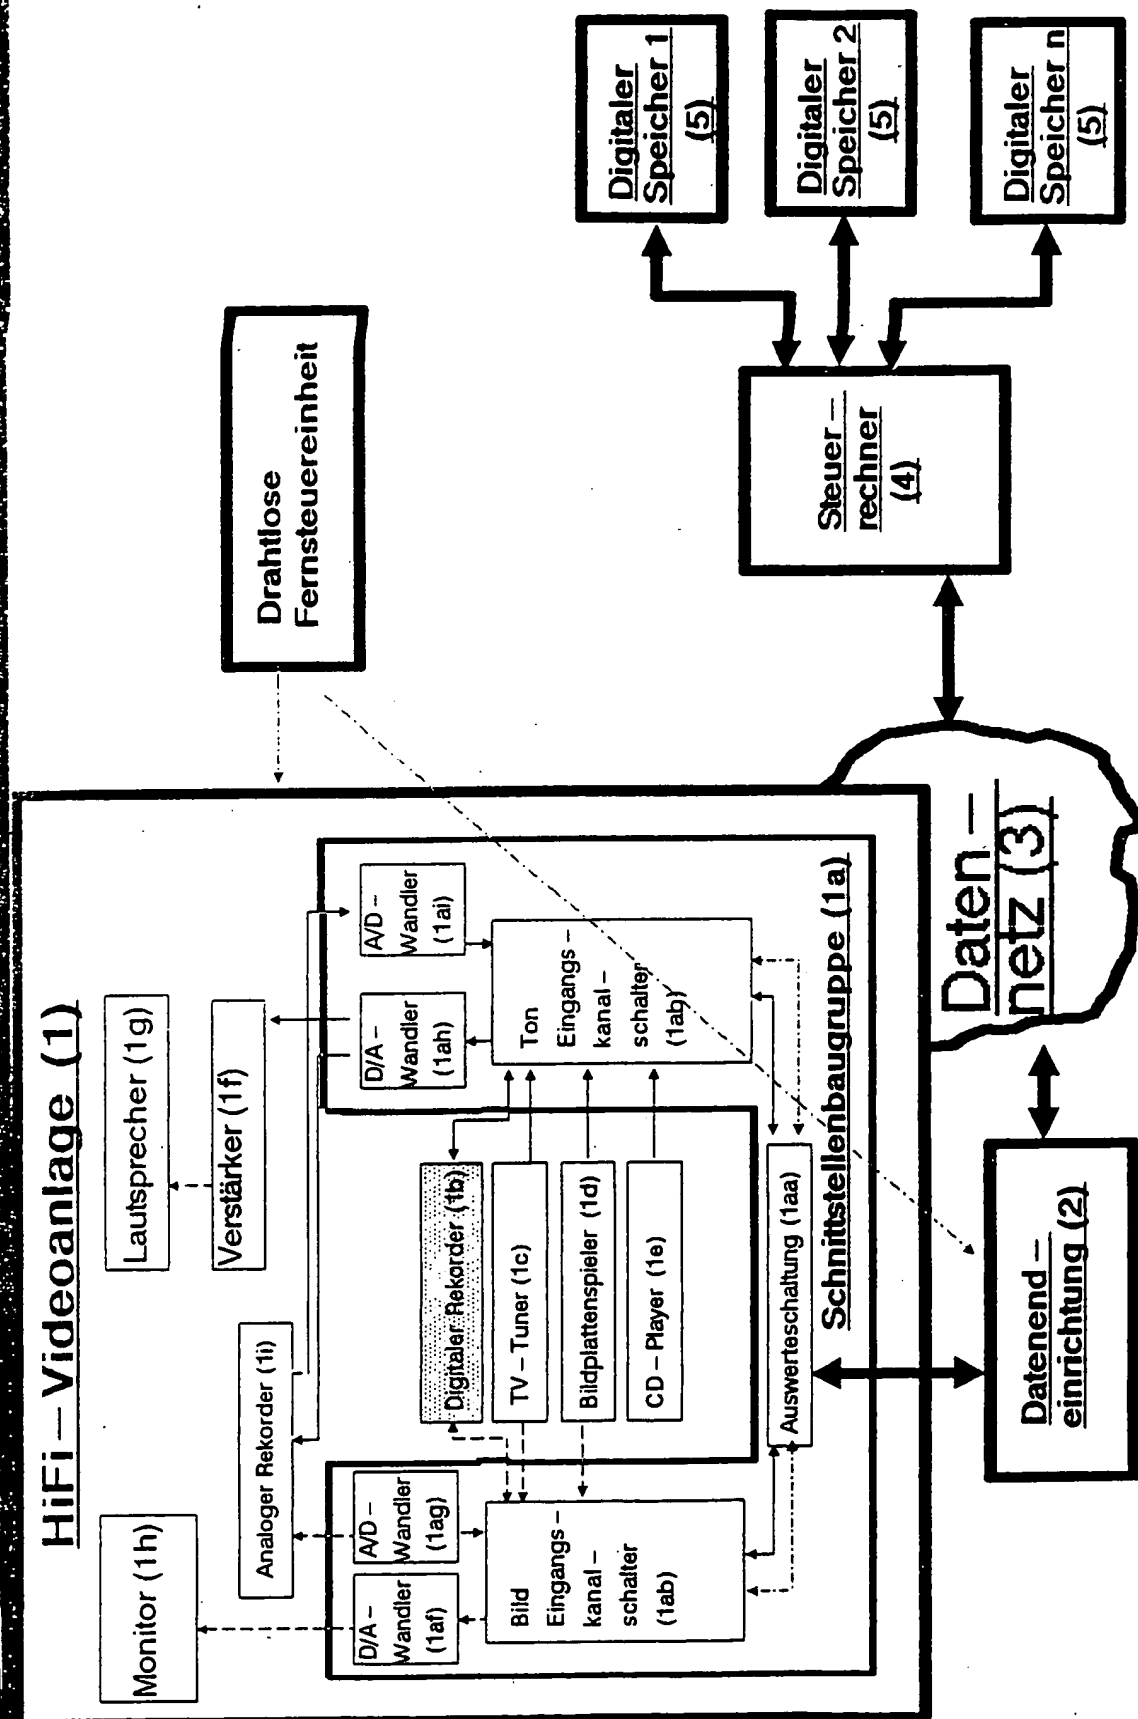 HiFi – Videoanlage (1)
Monitor (1h)
Analoger Rekorder (1i)
Lautsprecher (1g)
Verstärker (1f)
Drahtlose
Fernsteuereinheit
D/A –
Wandler
(1af)
A/D –
Wandler
(1ag)
D/A –
Wandler
(1ah)
A/D –
Wandler
(1ai)
Bild
Eingangs –
kanal –
schalter
(1ab)
Digitaler Rekorder (1b)
TV – Tuner (1c)
Bildplattenspieler (1d)
CD – Player (1e)
Ton
Eingangs –
kanal –
schalter
(1ab)
Auswerteschaltung (1aa)
Schnittstellenbaugruppe (1a)
Datenend –
einrichtung (2)
Daten –
netz (3)
Steuer –
rechner
(4)
Digitaler
Speicher 1
(5)
Digitaler
Speicher 2
(5)
Digitaler
Speicher n
(5)